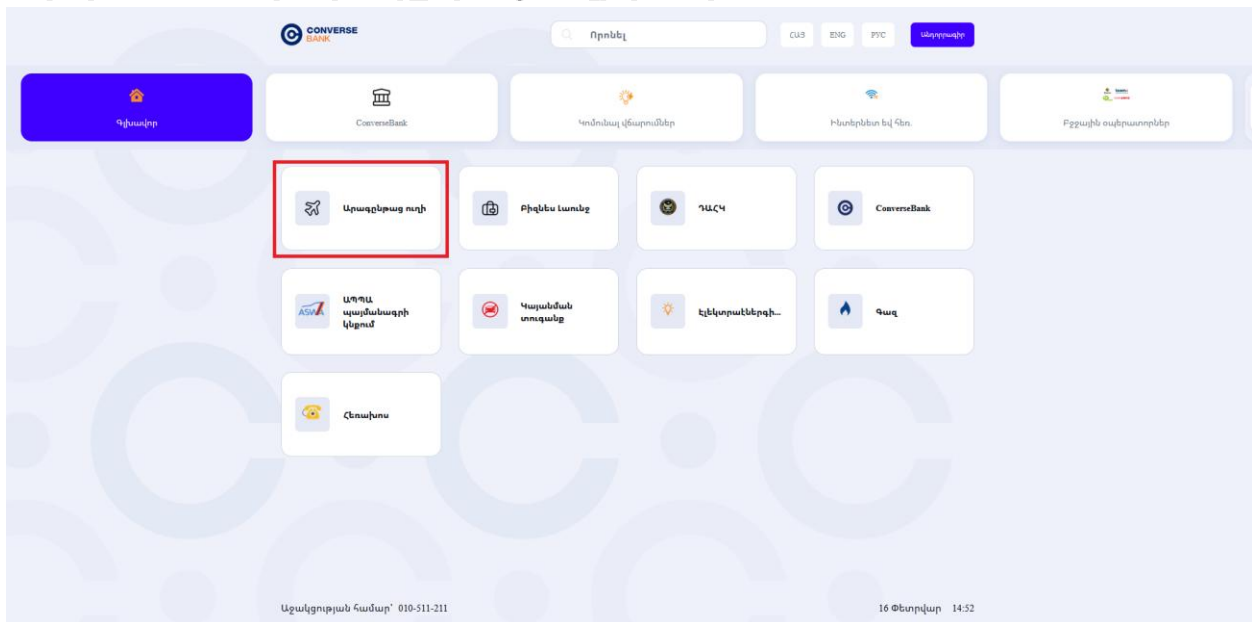 CONVERSE
BANK
Որոնել
ՀԱՅ
ENG
РУС
Անդորրագիր
Գլխավոր
ConverseBank
Կոմունալ վճարումներ
Ինտերնետ եվ հեռ.
Բջջային օպերատորներ
Արագընթաց ուղի
Բիզնես Լաունջ
ԴԱՀԿ
ConverseBank
ԱՊՊԱ
պայմանագրի
կնքում
Կայանման
տուգանք
Էլեկտրաէներգի...
Գազ
Հեռախոս
Աջակցության համար՝ 010-511-211
16 Փետրվար 14:52